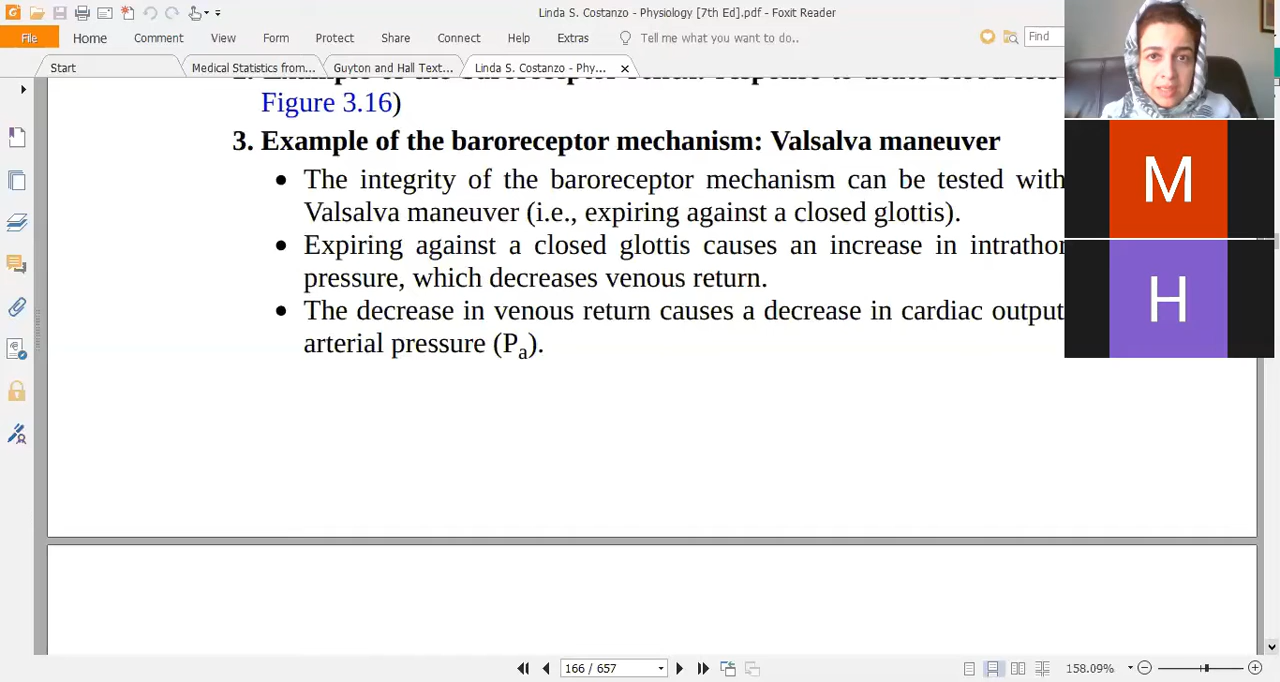 Linda S. Costanzo - Physiology [7th Ed].pdf - Foxit Reader
File Home Comment View Form Protect Share Connect Help Extras Tell me what you want to do.. Find
Start Medical Statistics from... Guyton and Hall Text... Linda S. Costanzo - Phy...
Figure 3.16)
3. Example of the baroreceptor mechanism: Valsalva maneuver
• The integrity of the baroreceptor mechanism can be tested with
Valsalva maneuver (i.e., expiring against a closed glottis).
• Expiring against a closed glottis causes an increase in intrathor
pressure, which decreases venous return.
• The decrease in venous return causes a decrease in cardiac output
arterial pressure (Pa).
M
H
166 / 657
158.09%